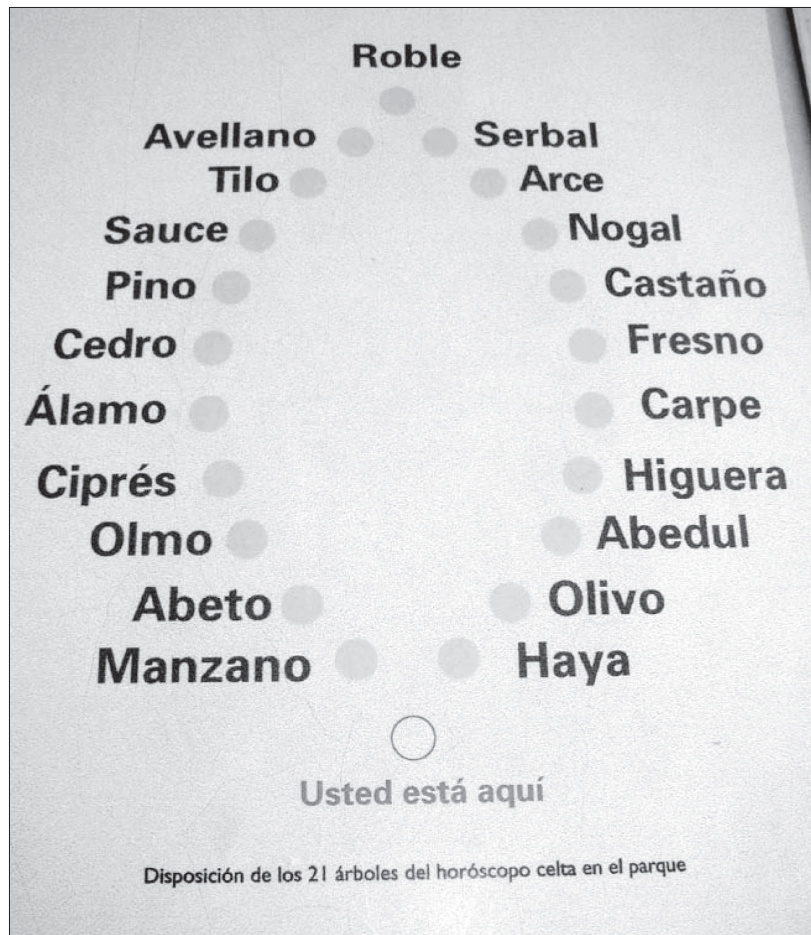 Roble
Avellano Serbal
Tilo Arce
Sauce Nogal
Pino Castaño
Cedro Fresno
Álamo Carpe
Ciprés Higuera
Olmo Abedul
Abeto Olivo
Manzano Haya
Usted está aquí
Disposición de los 21 árboles del horóscopo celta en el parque